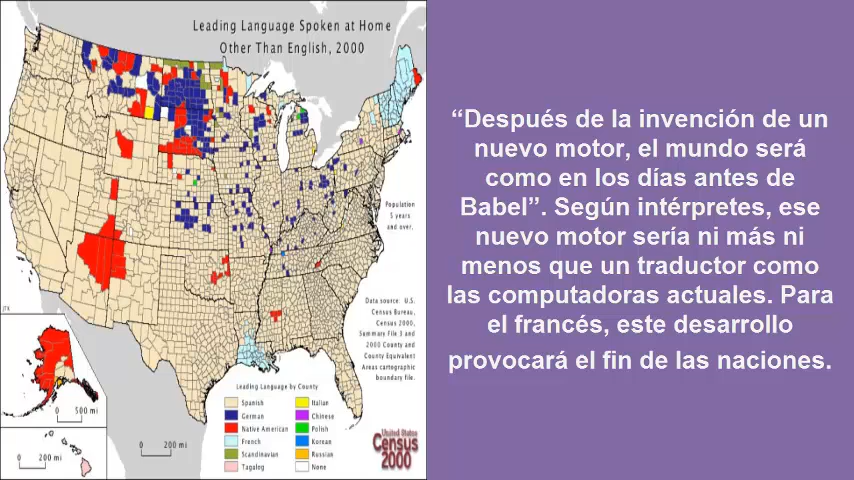 Leading Language Spoken at Home
Other Than English, 2000
Population
5 years
and over.
Data source: U.S.
Census Bureau,
Census 2000,
Summary File 3 and
2000 County and
County Equivalent
Areas cartographic
boundary file.
JTX
0 500 mi
0 200 mi
0 200 mi
Leading Language by County
Spanish Italian
German Chinese
Native American Polish
French Korean
Scandinavian Russian
Tagalog None
United States
Census
2000
“Después de la invención de un
nuevo motor, el mundo será
como en los días antes de
Babel”. Según intérpretes, ese
nuevo motor sería ni más ni
menos que un traductor como
las computadoras actuales. Para
el francés, este desarrollo
provocará el fin de las naciones.